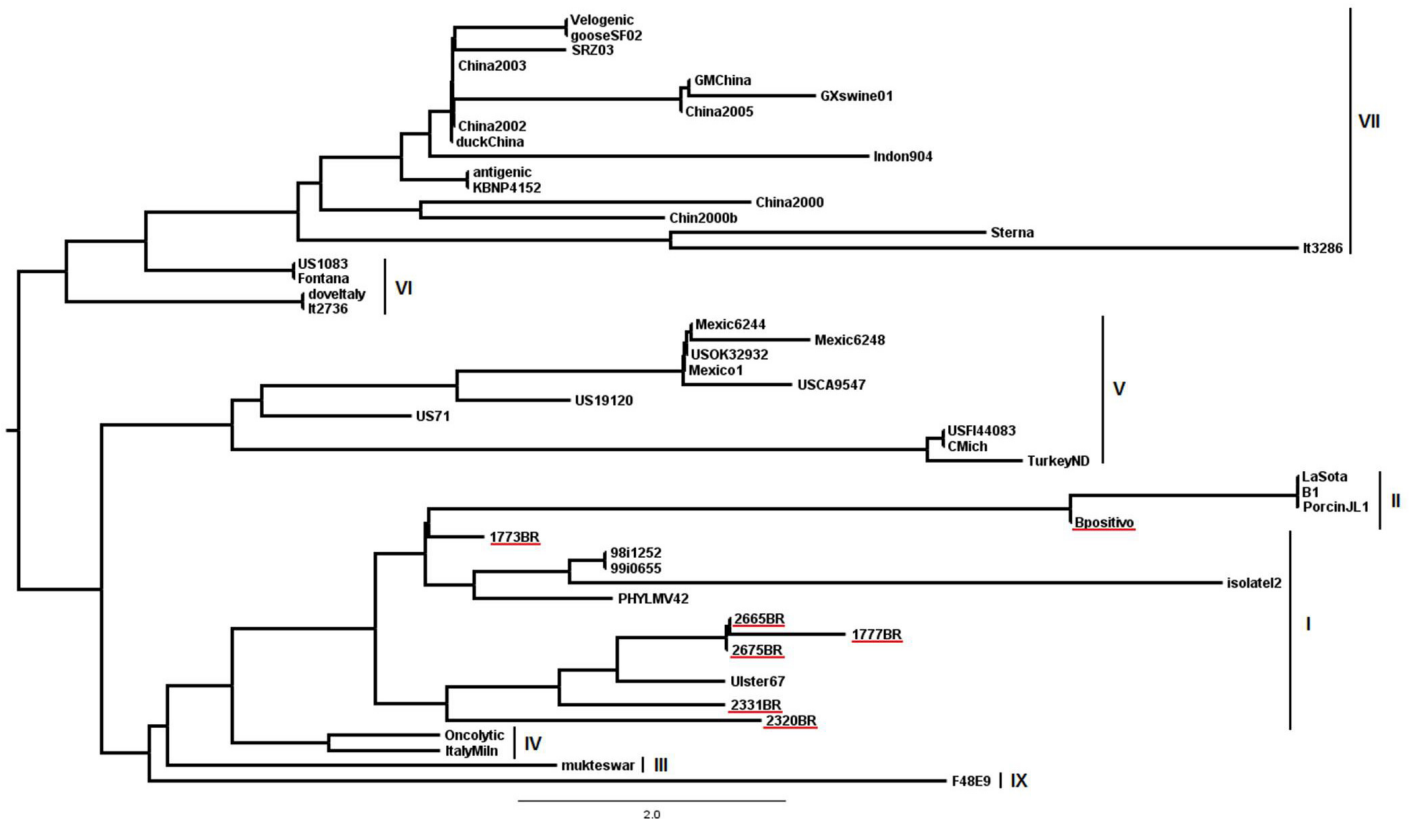 Velogenic
gooseSF02
SRZ03
China2003
GMChina
GXswine01
China2005
VII
China2002
duckChina
Indon904
antigenic
KBNP4152
China2000
Chin2000b
Sterna
It3286
US1083
Fontana
VI
doveItaly
It2736
Mexic6244
Mexic6248
USOK32932
Mexico1
USCA9547
V
US19120
US71
USFl44083
CMich
TurkeyND
LaSota
B1
PorcinJL1
II
Bpositivo
1773BR
98i1252
99i0655
isolateI2
PHYLMV42
2665BR
I
1777BR
2675BR
Ulster67
2331BR
2320BR
Oncolytic
IV
ItalyMiln
mukteswar
III
F48E9
IX
2.0